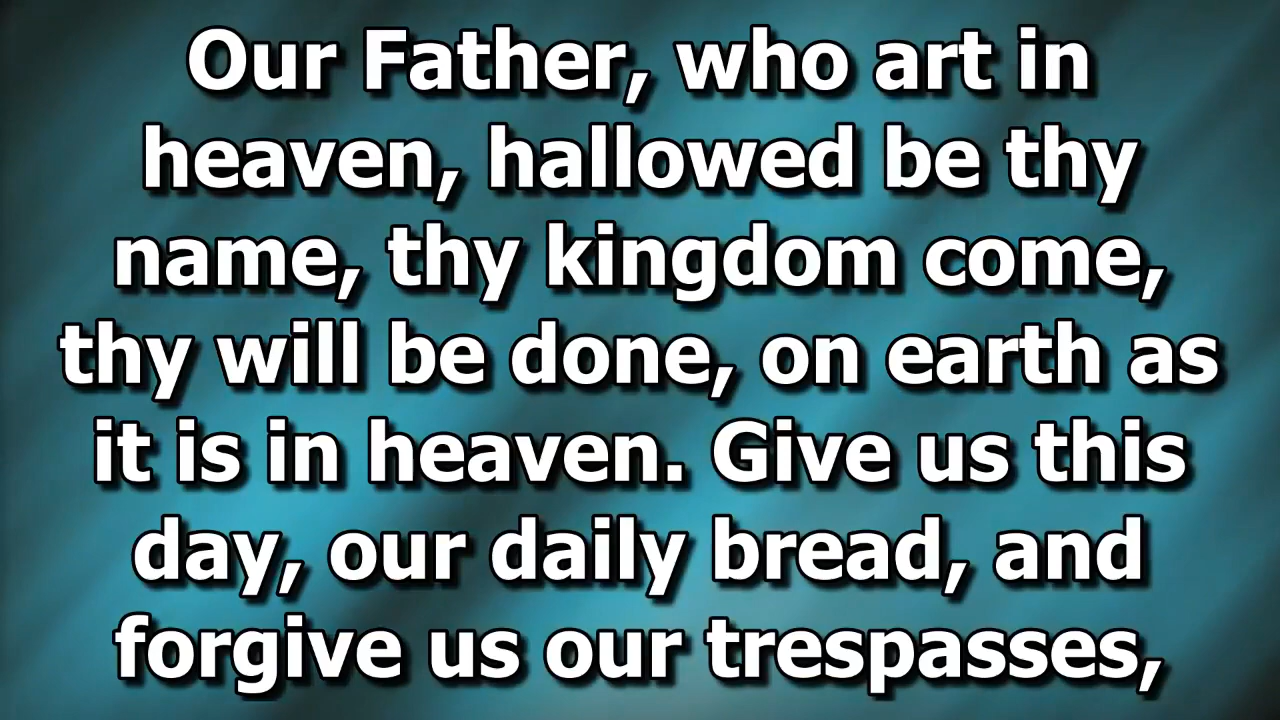 Our Father, who art in
heaven, hallowed be thy
name, thy kingdom come,
thy will be done, on earth as
it is in heaven. Give us this
day, our daily bread, and
forgive us our trespasses,